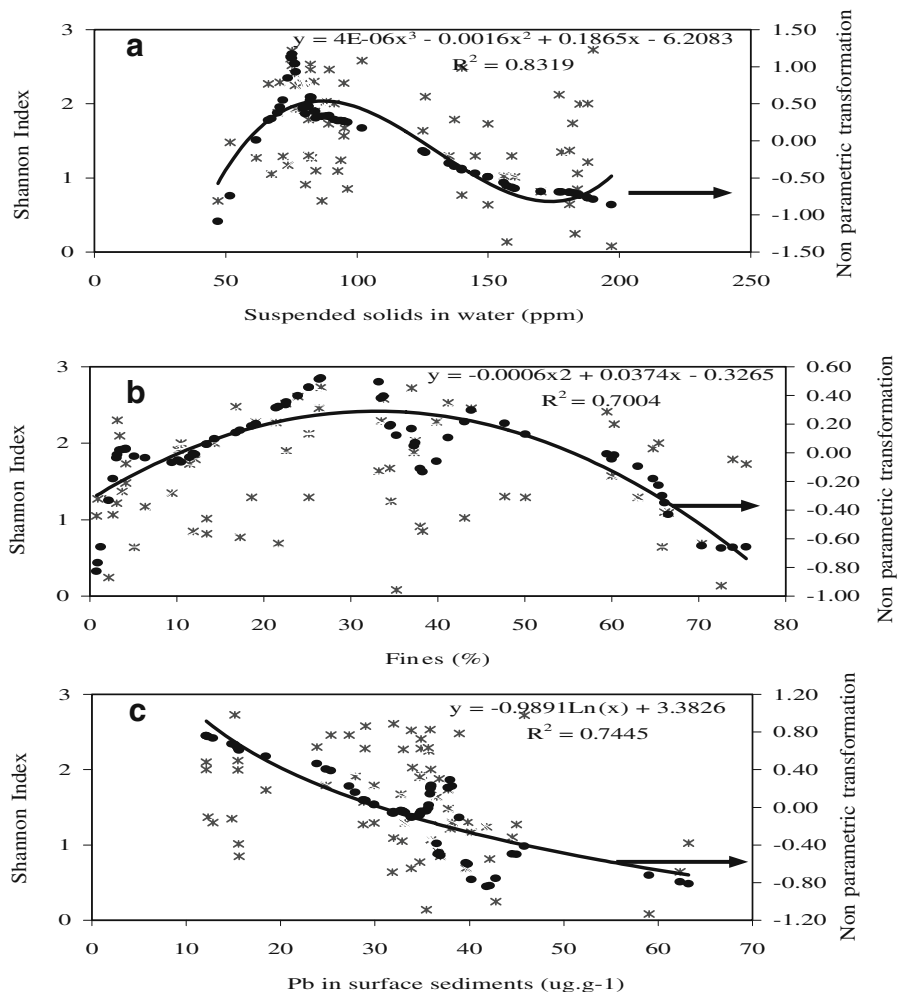 a
y = 4E-06x³ - 0.0016x² + 0.1865x - 6.2083
R² = 0.8319
3
2
1
0
Shannon Index
1.50
1.00
0.50
0.00
-0.50
-1.00
-1.50
Non parametric transformation
0 50 100 150 200 250
Suspended solids in water (ppm)
b
y = -0.0006x2 + 0.0374x - 0.3265
R² = 0.7004
3
2
1
0
Shannon Index
0.60
0.40
0.20
0.00
-0.20
-0.40
-0.60
-0.80
-1.00
Non parametric transformation
0 10 20 30 40 50 60 70 80
Fines (%)
c
y = -0.9891Ln(x) + 3.3826
R² = 0.7445
3
2
1
0
Shannon Index
1.20
0.80
0.40
0.00
-0.40
-0.80
-1.20
Non parametric transformation
0 10 20 30 40 50 60 70
Pb in surface sediments (ug.g-1)